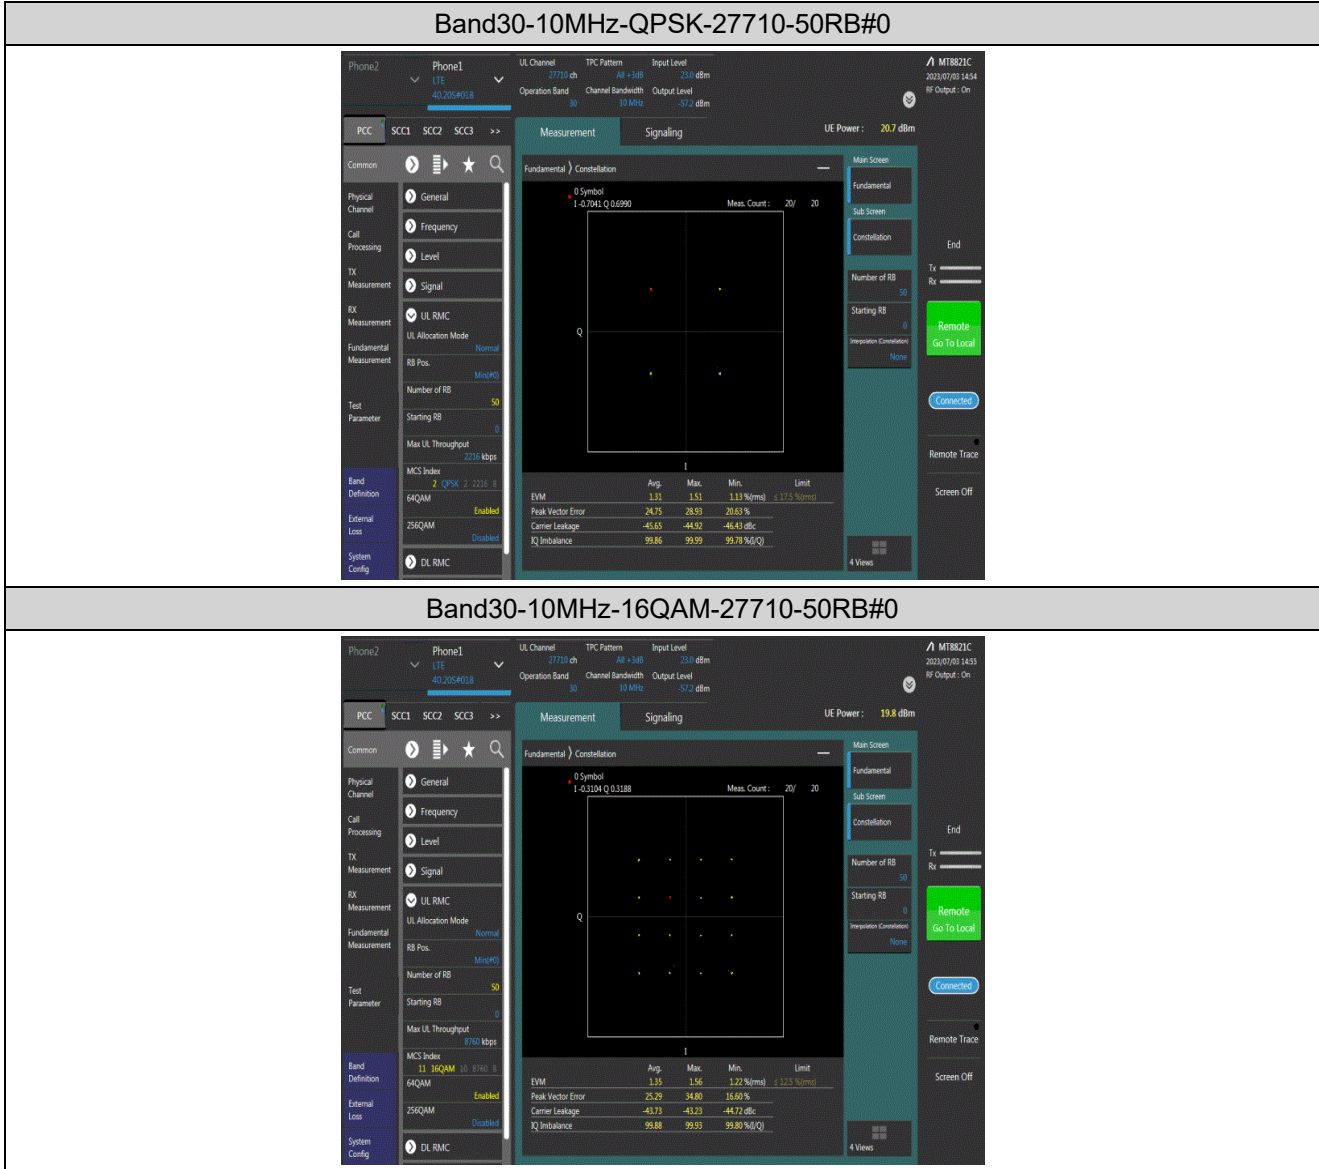 Band30-10MHz-QPSK-27710-50RB#0
Phone2 Phone1 UL Channel TPC Pattern Input Level MT8821C
LTE 27710 ch All +3dB 23.0 dBm 2023/07/03 14:54
40.20S#018 Operation Band Channel Bandwidth Output Level RF Output : On
30 10 MHz -57.2 dBm
PCC SCC1 SCC2 SCC3 >> Measurement Signaling UE Power : 20.7 dBm
Common Fundamental Constellation Main Screen
Fundamental
Physical Channel General 0 Symbol
I -0.7041 Q 0.6990 Meas. Count : 20/ 20 Sub Screen
Call Processing Frequency Constellation End
Level Tx
TX Measurement Signal Number of RB Rx
50
RX Measurement UL RMC Starting RB
0 Remote
UL Allocation Mode Q Interpolation (Constellation) Go To Local
Fundamental Measurement Normal None
RB Pos.
Min(#0)
Number of RB
50 Connected
Test Parameter Starting RB
0
Max UL Throughput
2216 kbps I Remote Trace
MCS Index Avg. Max. Min. Limit
Band Definition 2 QPSK 2 2216 8 Screen Off
64QAM EVM 1.31 1.51 1.13 %(rms) ≤ 17.5 %(rms)
Enabled Peak Vector Error 24.75 28.93 20.63 %
External Loss 256QAM Carrier Leakage -45.65 -44.92 -46.43 dBc
Disabled IQ Imbalance 99.86 99.99 99.78 %(I/Q)
System Config DL RMC 4 Views
Band30-10MHz-16QAM-27710-50RB#0
Phone2 Phone1 UL Channel TPC Pattern Input Level MT8821C
LTE 27710 ch All +3dB 23.0 dBm 2023/07/03 14:55
40.20S#018 Operation Band Channel Bandwidth Output Level RF Output : On
30 10 MHz -57.2 dBm
PCC SCC1 SCC2 SCC3 >> Measurement Signaling UE Power : 19.8 dBm
Common Fundamental Constellation Main Screen
Fundamental
Physical Channel General 0 Symbol
I -0.3104 Q 0.3188 Meas. Count : 20/ 20 Sub Screen
Call Processing Frequency Constellation End
Level Tx
TX Measurement Signal Number of RB Rx
50
RX Measurement UL RMC Starting RB
0 Remote
UL Allocation Mode Q Interpolation (Constellation) Go To Local
Fundamental Measurement Normal None
RB Pos.
Min(#0)
Number of RB
50 Connected
Test Parameter Starting RB
0
Max UL Throughput
8760 kbps I Remote Trace
MCS Index Avg. Max. Min. Limit
Band Definition 11 16QAM 10 8760 8 Screen Off
64QAM EVM 1.35 1.56 1.22 %(rms) ≤ 12.5 %(rms)
Enabled Peak Vector Error 25.29 34.80 16.60 %
External Loss 256QAM Carrier Leakage -43.73 -43.23 -44.72 dBc
Disabled IQ Imbalance 99.88 99.93 99.80 %(I/Q)
System Config DL RMC 4 Views